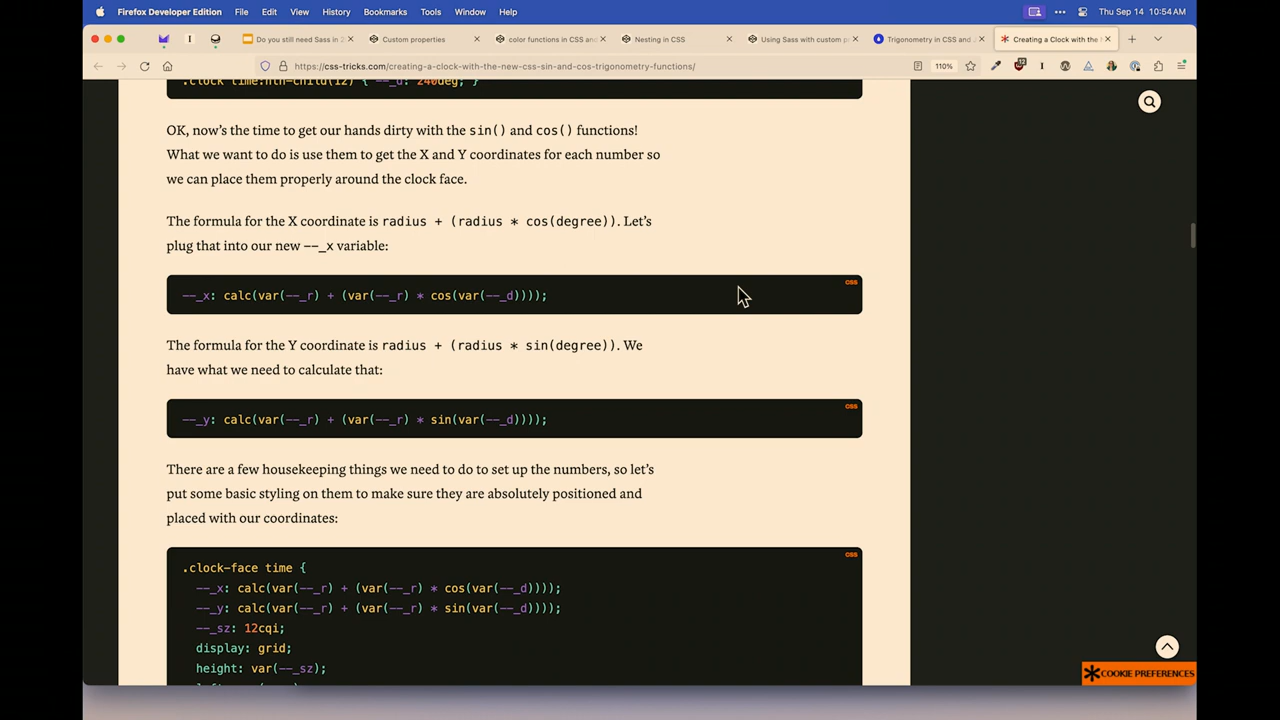 Firefox Developer Edition File Edit View History Bookmarks Tools Window Help Thu Sep 14 10:54 AM
Do you still need Sass in 2 × Custom properties × color functions in CSS and × Nesting in CSS × Using Sass with custom p × Trigonometry in CSS and × Creating a Clock with the ×
https://css-tricks.com/creating-a-clock-with-the-new-css-sin-and-cos-trigonometry-functions/ 110%
.clock time:nth-child(12) { --_d: 240deg; }
OK, now’s the time to get our hands dirty with the sin() and cos() functions!
What we want to do is use them to get the X and Y coordinates for each number so
we can place them properly around the clock face.
The formula for the X coordinate is radius + (radius * cos(degree)). Let’s
plug that into our new --_x variable:
CSS
--_x: calc(var(--_r) + (var(--_r) * cos(var(--_d))));
The formula for the Y coordinate is radius + (radius * sin(degree)). We
have what we need to calculate that:
CSS
--_y: calc(var(--_r) + (var(--_r) * sin(var(--_d))));
There are a few housekeeping things we need to do to set up the numbers, so let’s
put some basic styling on them to make sure they are absolutely positioned and
placed with our coordinates:
CSS
.clock-face time {
--_x: calc(var(--_r) + (var(--_r) * cos(var(--_d))));
--_y: calc(var(--_r) + (var(--_r) * sin(var(--_d))));
--_sz: 12cqi;
display: grid;
height: var(--_sz);
COOKIE PREFERENCES